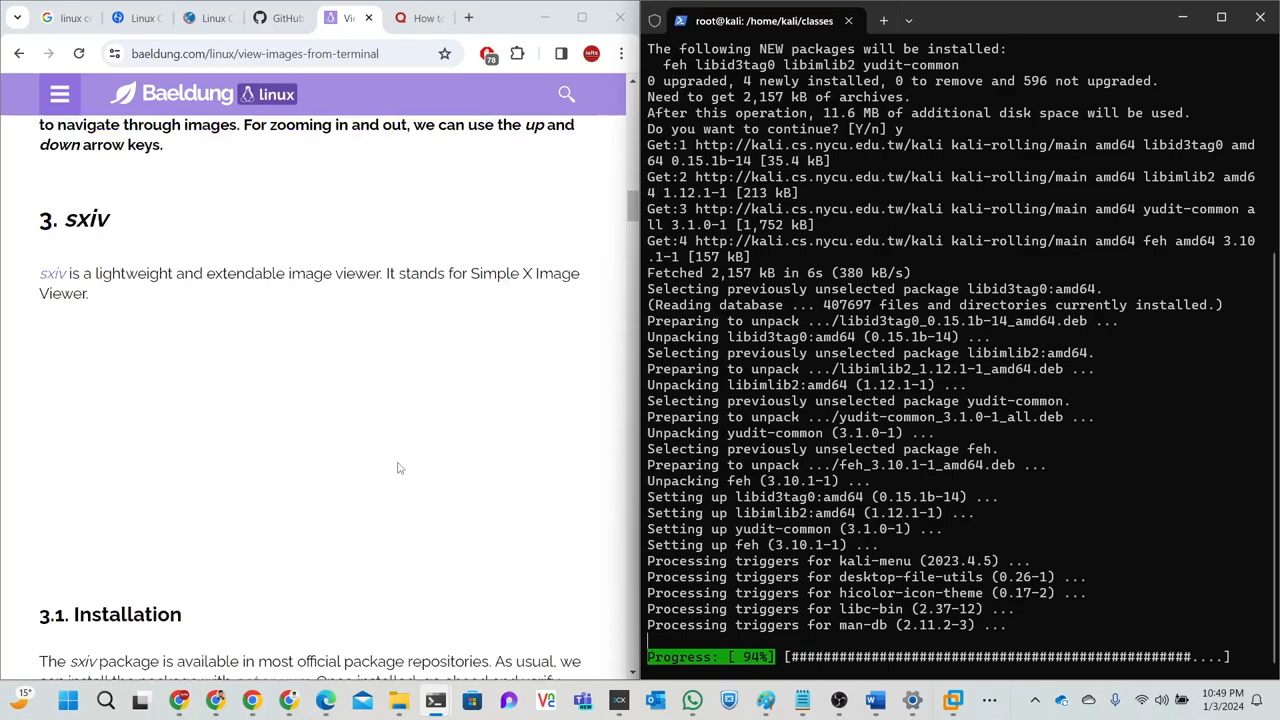 linux co
Linux C
Linux C
GitHub
Vie
How to
baeldung.com/linux/view-images-from-terminal
78
ielts
Baeldung linux
to navigate through images. For zooming in and out, we can use the up and
down arrow keys.
3. sxiv
sxiv is a lightweight and extendable image viewer. It stands for Simple X Image
Viewer.
3.1. Installation
The sxiv package is available in most official package repositories. As usual, we
root@kali: /home/kali/classes
The following NEW packages will be installed:
feh libid3tag0 libimlib2 yudit-common
0 upgraded, 4 newly installed, 0 to remove and 596 not upgraded.
Need to get 2,157 kB of archives.
After this operation, 11.6 MB of additional disk space will be used.
Do you want to continue? [Y/n] y
Get:1 http://kali.cs.nycu.edu.tw/kali kali-rolling/main amd64 libid3tag0 amd
64 0.15.1b-14 [35.4 kB]
Get:2 http://kali.cs.nycu.edu.tw/kali kali-rolling/main amd64 libimlib2 amd6
4 1.12.1-1 [213 kB]
Get:3 http://kali.cs.nycu.edu.tw/kali kali-rolling/main amd64 yudit-common a
ll 3.1.0-1 [1,752 kB]
Get:4 http://kali.cs.nycu.edu.tw/kali kali-rolling/main amd64 feh amd64 3.10
.1-1 [157 kB]
Fetched 2,157 kB in 6s (380 kB/s)
Selecting previously unselected package libid3tag0:amd64.
(Reading database ... 407697 files and directories currently installed.)
Preparing to unpack .../libid3tag0_0.15.1b-14_amd64.deb ...
Unpacking libid3tag0:amd64 (0.15.1b-14) ...
Selecting previously unselected package libimlib2:amd64.
Preparing to unpack .../libimlib2_1.12.1-1_amd64.deb ...
Unpacking libimlib2:amd64 (1.12.1-1) ...
Selecting previously unselected package yudit-common.
Preparing to unpack .../yudit-common_3.1.0-1_all.deb ...
Unpacking yudit-common (3.1.0-1) ...
Selecting previously unselected package feh.
Preparing to unpack .../feh_3.10.1-1_amd64.deb ...
Unpacking feh (3.10.1-1) ...
Setting up libid3tag0:amd64 (0.15.1b-14) ...
Setting up libimlib2:amd64 (1.12.1-1) ...
Setting up yudit-common (3.1.0-1) ...
Setting up feh (3.10.1-1) ...
Processing triggers for kali-menu (2023.4.5) ...
Processing triggers for desktop-file-utils (0.26-1) ...
Processing triggers for hicolor-icon-theme (0.17-2) ...
Processing triggers for libc-bin (2.37-12) ...
Processing triggers for man-db (2.11.2-3) ...
Progress: [ 94%] [##################################################....]
15°
10:49 PM
1/3/2024